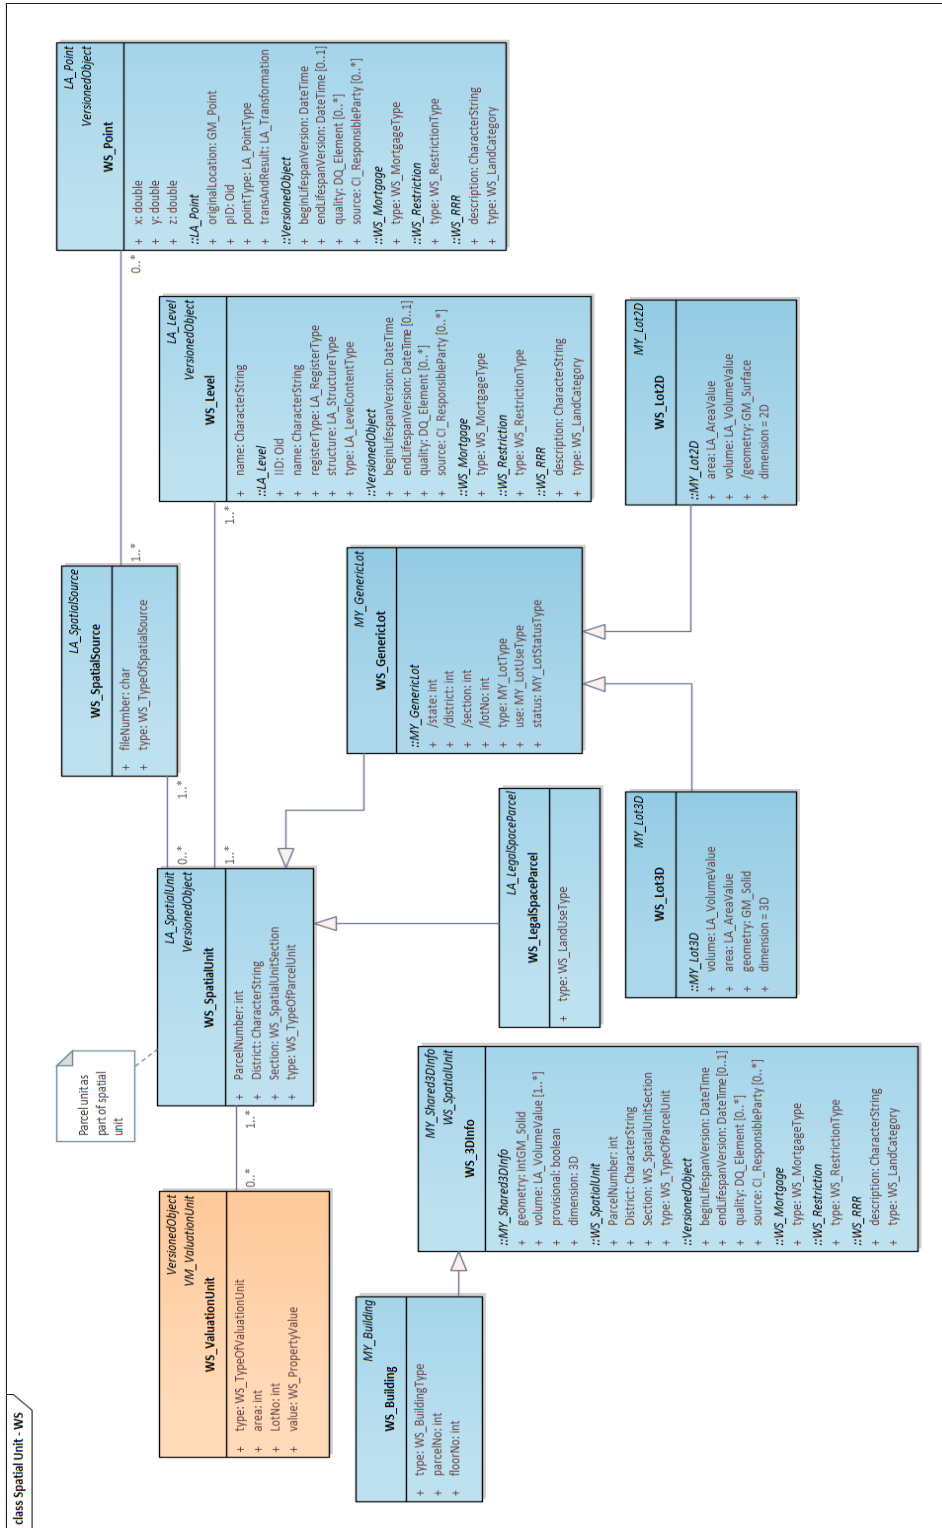 class Spatial Unit - WS
VersionedObject
VM_ValuationUnit
WS_ValuationUnit
+ type: WS_TypeOfValuationUnit
+ area: int
+ LotNo: int
+ value: WS_PropertyValue
0..*
1..*
Parcel unit as
part of spatial
unit
LA_SpatialUnit
VersionedObject
WS_SpatialUnit
+ ParcelNumber: int
+ District: CharacterString
+ Section: WS_SpatialUnitSection
+ type: WS_TypeOfParcelUnit
0..*
1..*
1..*
1..*
LA_SpatialSource
WS_SpatialSource
+ fileNumber: char
+ type: WS_TypeOfSpatialSource
1..*
0..*
LA_Point
VersionedObject
WS_Point
+ x: double
+ y: double
+ z: double
::LA_Point
+ originalLocation: GM_Point
+ pID: Oid
+ pointType: LA_PointType
+ transAndResult: LA_Transformation
::VersionedObject
+ beginLifespanVersion: DateTime
+ endLifespanVersion: DateTime [0..1]
+ quality: DQ_Element [0..*]
+ source: CI_ResponsibleParty [0..*]
::WS_Mortgage
+ type: WS_MortgageType
::WS_Restriction
+ type: WS_RestrictionType
::WS_RRR
+ description: CharacterString
+ type: WS_LandCategory
LA_Level
VersionedObject
WS_Level
+ name: CharacterString
::LA_Level
+ lID: Oid
+ name: CharacterString
+ registerType: LA_RegisterType
+ structure: LA_StructureType
+ type: LA_LevelContentType
::VersionedObject
+ beginLifespanVersion: DateTime
+ endLifespanVersion: DateTime [0..1]
+ quality: DQ_Element [0..*]
+ source: CI_ResponsibleParty [0..*]
::WS_Mortgage
+ type: WS_MortgageType
::WS_Restriction
+ type: WS_RestrictionType
::WS_RRR
+ description: CharacterString
+ type: WS_LandCategory
MY_GenericLot
WS_GenericLot
::MY_GenericLot
+ /state: int
+ /district: int
+ /section: int
+ /lotNo: int
+ type: MY_LotType
+ use: MY_LotUseType
+ status: MY_LotStatusType
MY_Building
WS_Building
+ type: WS_BuildingType
+ parcelNo: int
+ floorNo: int
MY_Shared3DInfo
WS_SpatialUnit
WS_3DInfo
::MY_Shared3DInfo
+ geometry: intGM_Solid
+ volume: LA_VolumeValue [1..*]
+ provisional: boolean
+ dimension: 3D
::WS_SpatialUnit
+ ParcelNumber: int
+ District: CharacterString
+ Section: WS_SpatialUnitSection
+ type: WS_TypeOfParcelUnit
::VersionedObject
+ beginLifespanVersion: DateTime
+ endLifespanVersion: DateTime [0..1]
+ quality: DQ_Element [0..*]
+ source: CI_ResponsibleParty [0..*]
::WS_Mortgage
+ type: WS_MortgageType
::WS_Restriction
+ type: WS_RestrictionType
::WS_RRR
+ description: CharacterString
+ type: WS_LandCategory
LA_LegalSpaceParcel
WS_LegalSpaceParcel
+ type: WS_LandUseType
MY_Lot3D
WS_Lot3D
::MY_Lot3D
+ volume: LA_VolumeValue
+ area: LA_AreaValue
+ geometry: GM_Solid
+ dimension = 3D
MY_Lot2D
WS_Lot2D
::MY_Lot2D
+ area: LA_AreaValue
+ volume: LA_VolumeValue
+ /geometry: GM_Surface
+ dimension = 2D